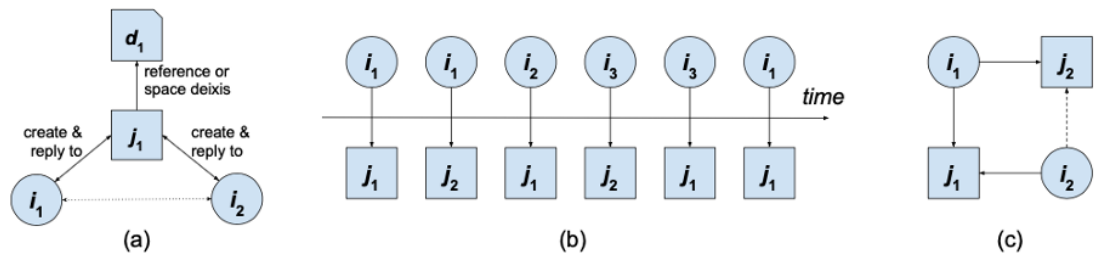 d1
reference or
space deixis
create &
reply to
j1
create &
reply to
i1
i2
(a)
i1 i1 i2 i3 i3 i1
time
j1 j2 j1 j2 j1 j1
(b)
i1
j2
j1
i2
(c)